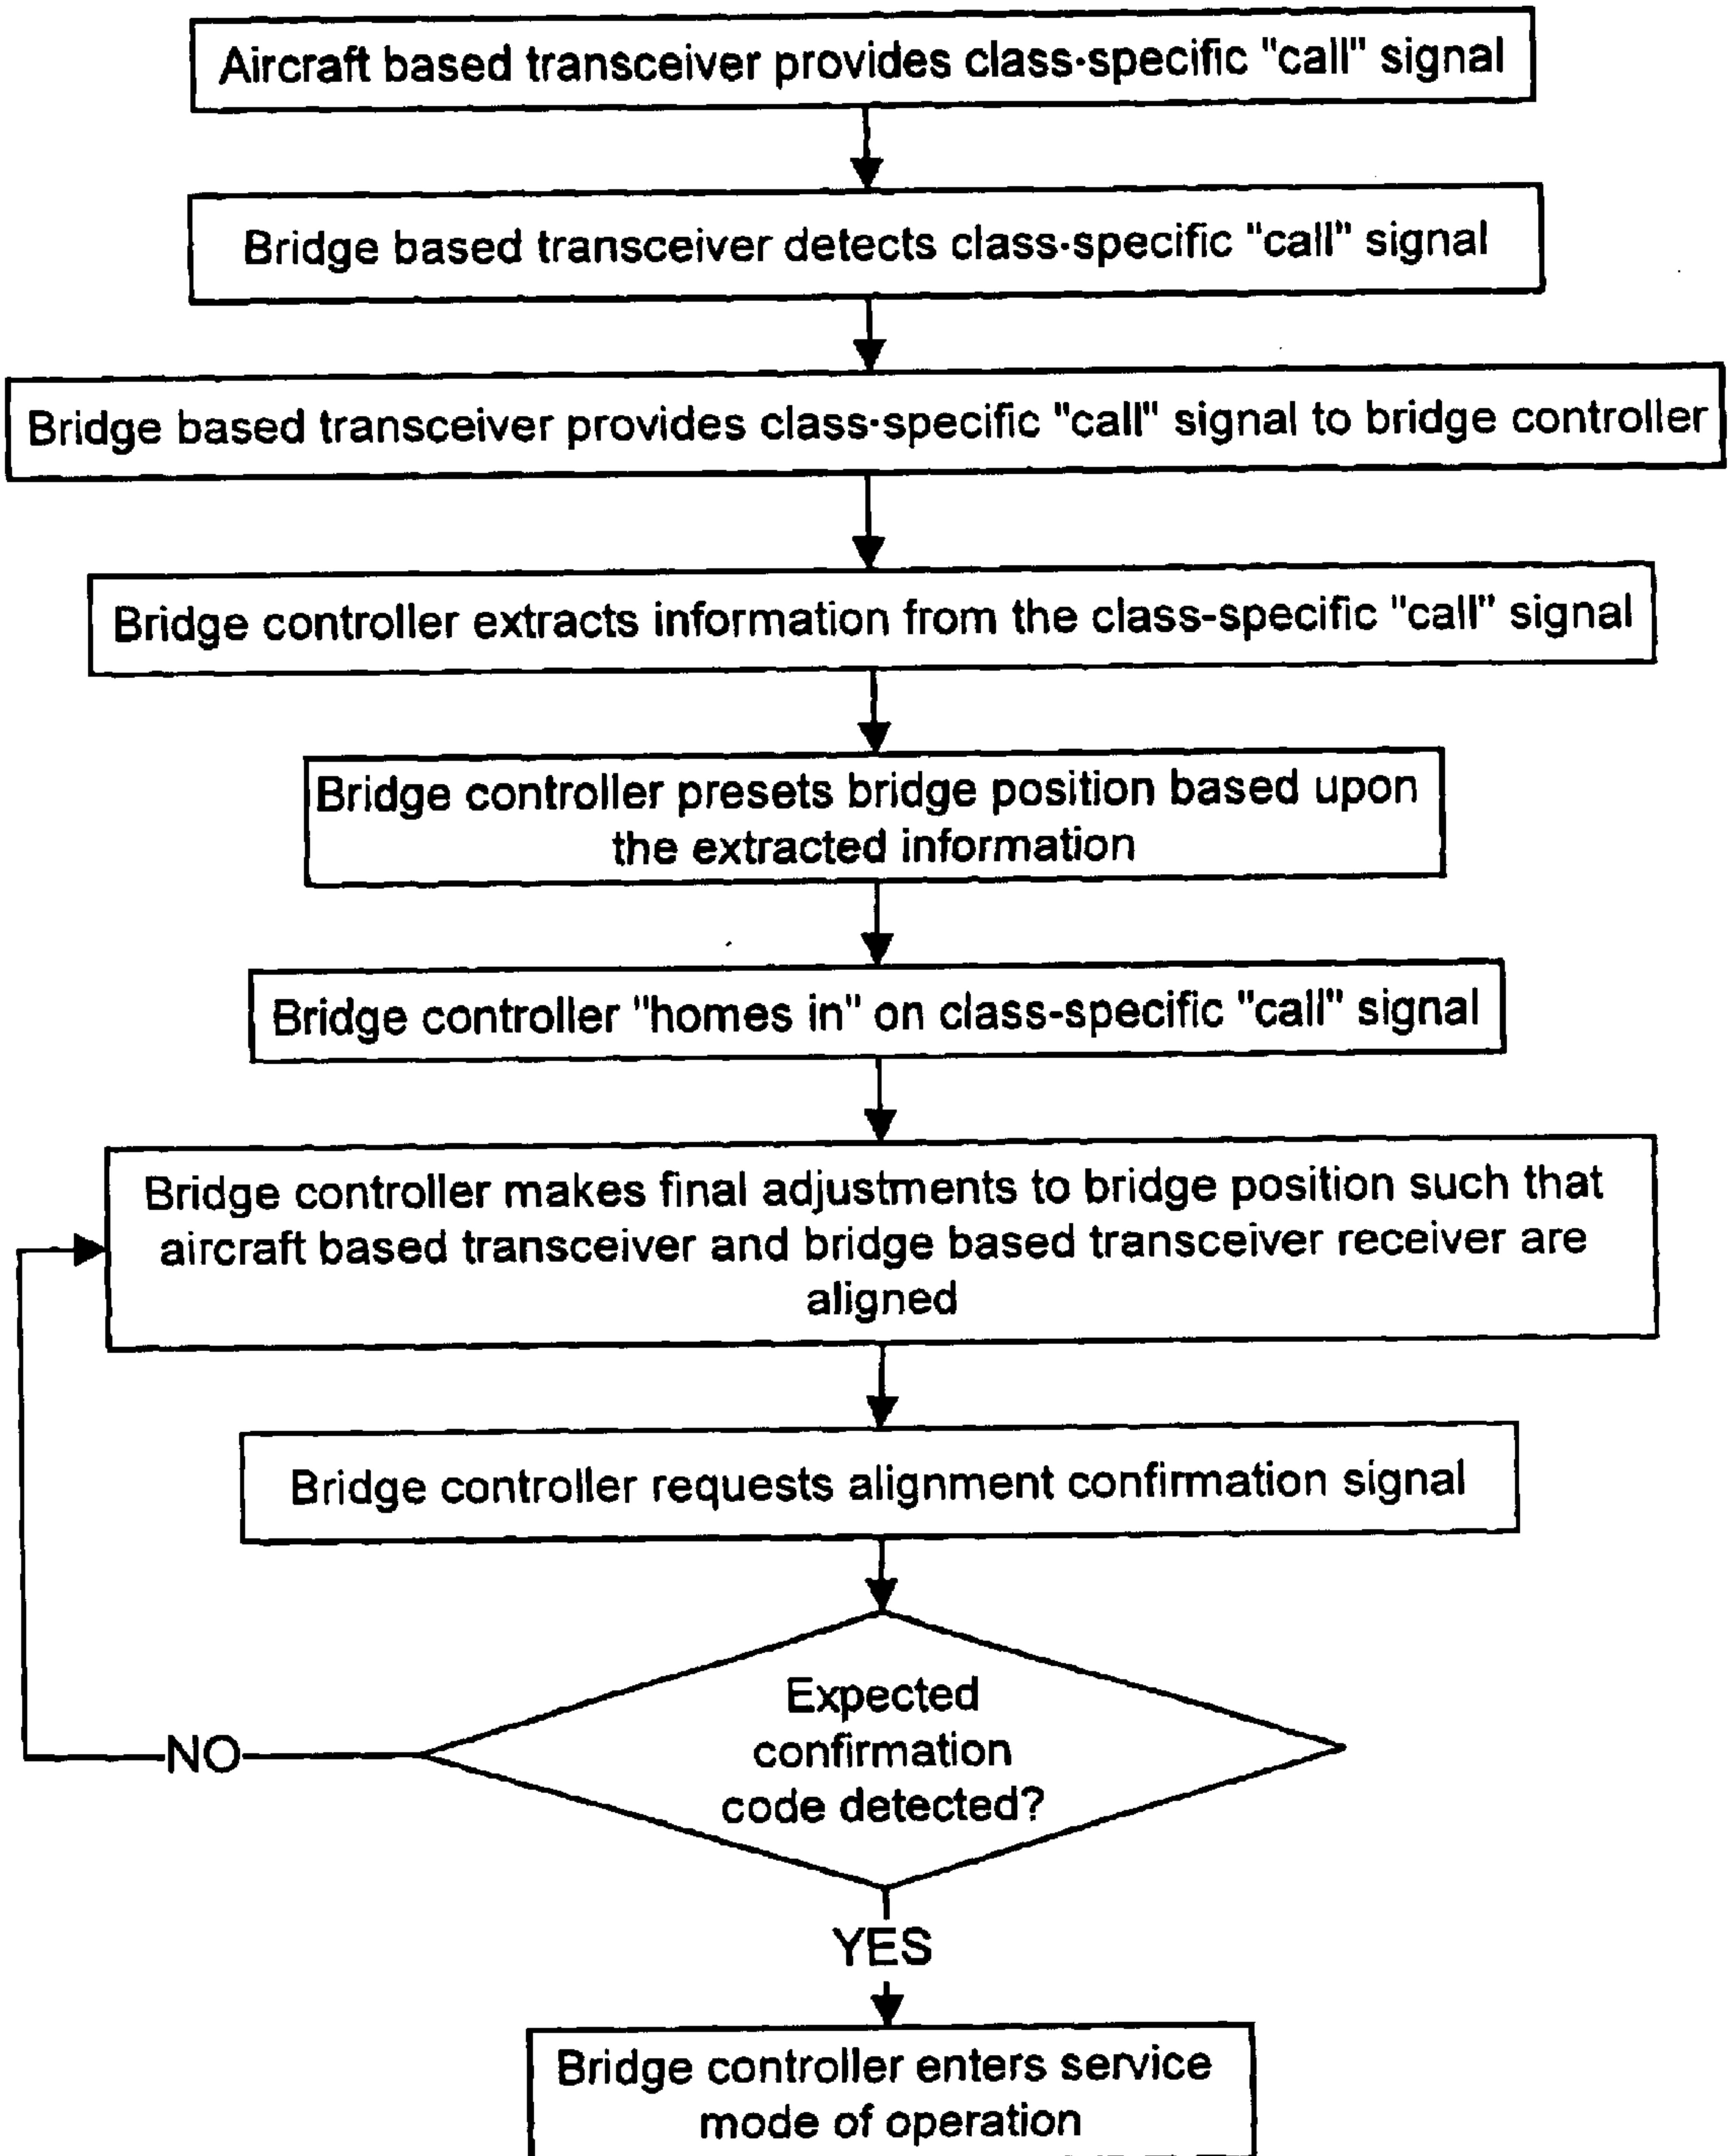 Aircraft based transceiver provides class-specific "call" signal
Bridge based transceiver detects class-specific "call" signal
Bridge based transceiver provides class-specific "call" signal to bridge controller
Bridge controller extracts information from the class-specific "call" signal
Bridge controller presets bridge position based upon
the extracted information
Bridge controller "homes in" on class-specific "call" signal
Bridge controller makes final adjustments to bridge position such that
aircraft based transceiver and bridge based transceiver receiver are
aligned
Bridge controller requests alignment confirmation signal
Expected
confirmation
code detected?
NO
YES
Bridge controller enters service
mode of operation